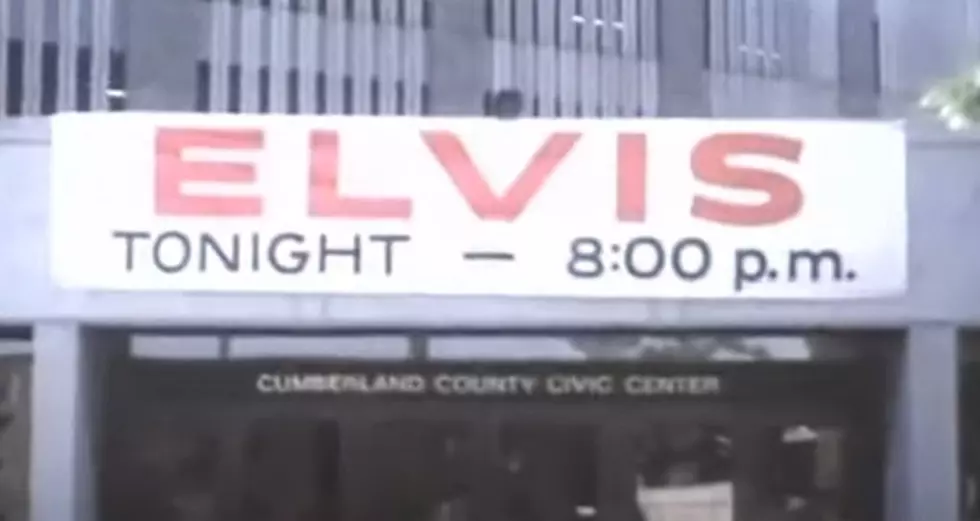 ELVIS
TONIGHT — 8:00 p.m.
CUMBERLAND COUNTY CIVIC CENTER